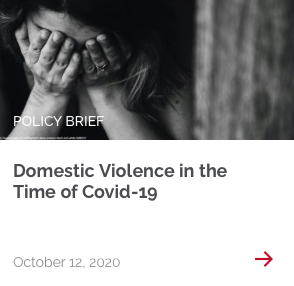 POLICY BRIEF
Domestic Violence in the
Time of Covid-19
October 12, 2020